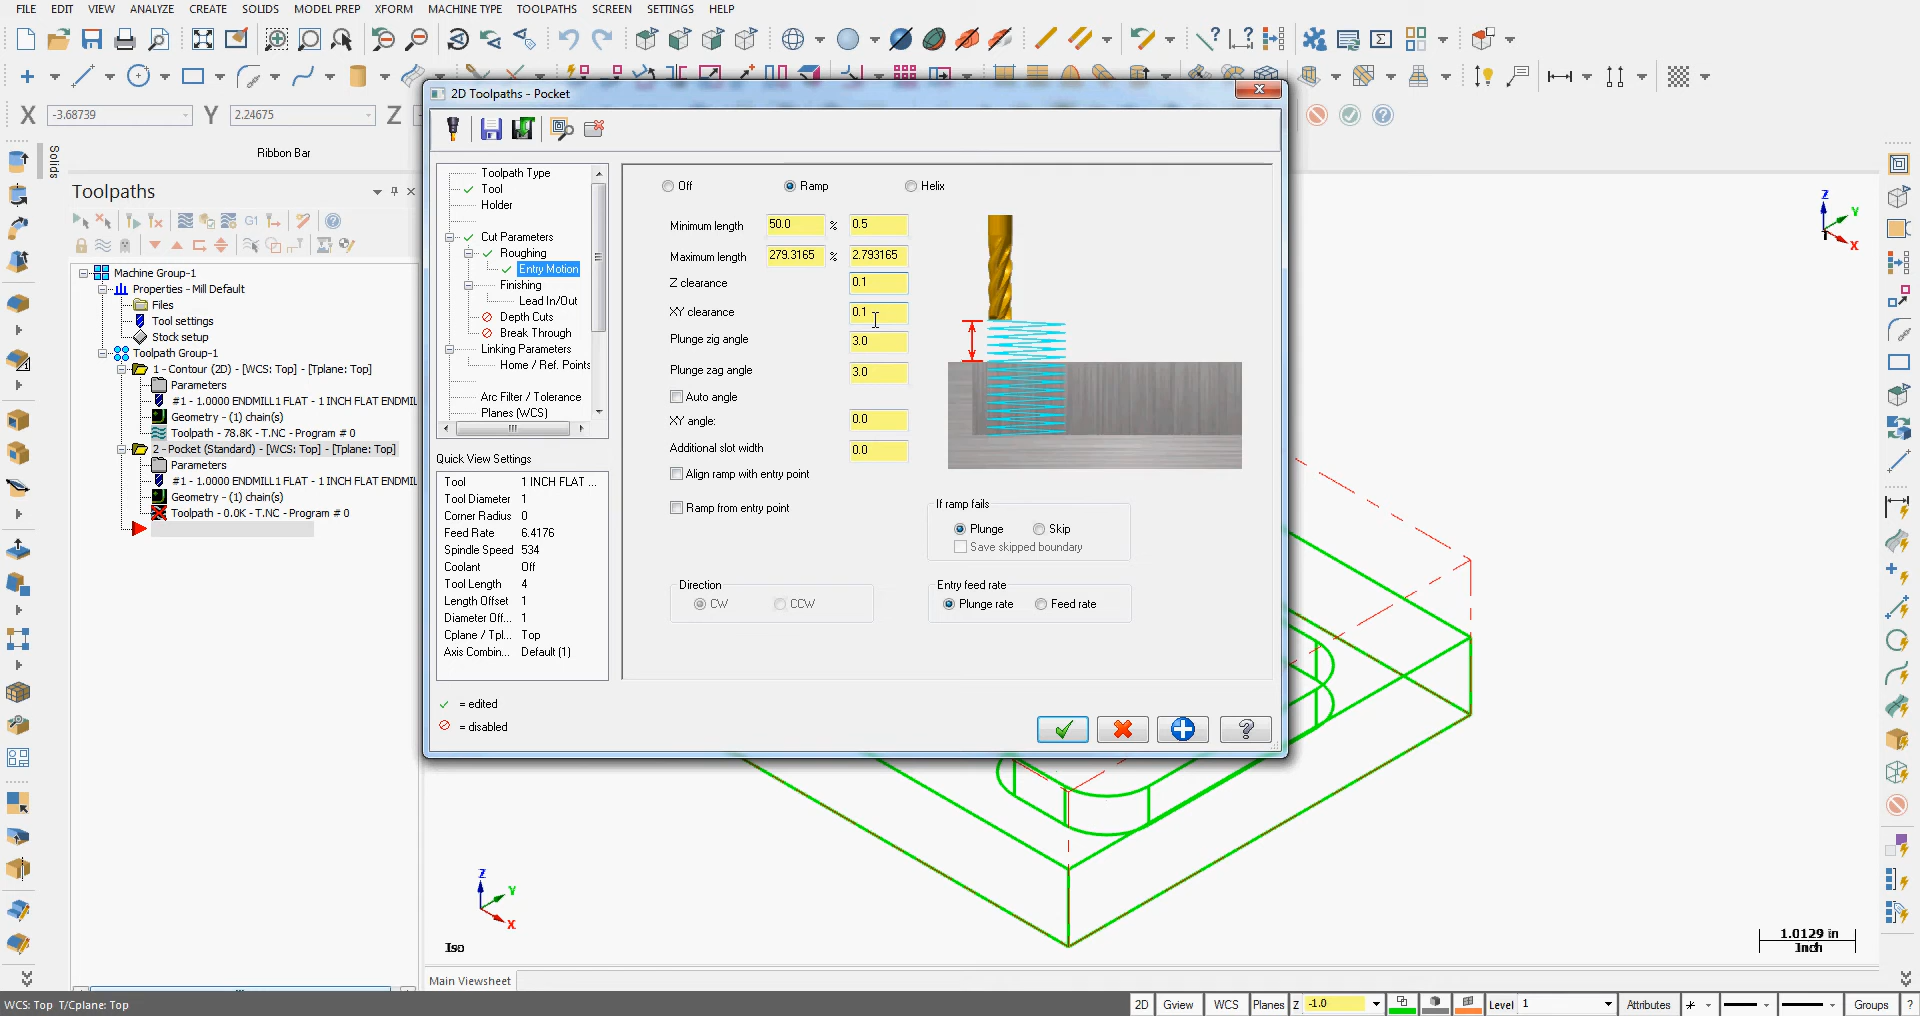 FILE EDIT VIEW ANALYZE CREATE SOLIDS MODEL PREP XFORM MACHINE TYPE TOOLPATHS SCREEN SETTINGS HELP
X -3.68739 Y 2.24675 Z
Ribbon Bar
Solids
Toolpaths
G1
Machine Group-1
Properties - Mill Default
Files
Tool settings
Stock setup
Toolpath Group-1
1 - Contour (2D) - [WCS: Top] - [Tplane: Top]
Parameters
#1 - 1.0000 ENDMILL1 FLAT - 1 INCH FLAT ENDMIL
Geometry - (1) chain(s)
Toolpath - 78.8K - T.NC - Program # 0
2 - Pocket (Standard) - [WCS: Top] - [Tplane: Top]
Parameters
#1 - 1.0000 ENDMILL1 FLAT - 1 INCH FLAT ENDMIL
Geometry - (1) chain(s)
Toolpath - 0.0K - T.NC - Program # 0
2D Toolpaths - Pocket
Toolpath Type
Tool
Holder
Cut Parameters
Roughing
Entry Motion
Finishing
Lead In/Out
Depth Cuts
Break Through
Linking Parameters
Home / Ref. Points
Arc Filter / Tolerance
Planes (WCS)
Quick View Settings
Tool 1 INCH FLAT ...
Tool Diameter 1
Corner Radius 0
Feed Rate 6.4176
Spindle Speed 534
Coolant Off
Tool Length 4
Length Offset 1
Diameter Off... 1
Cplane / Tpl... Top
Axis Combin... Default (1)
= edited
= disabled
Off Ramp Helix
Minimum length 50.0 % 0.5
Maximum length 279.3165 % 2.793165
Z clearance 0.1
XY clearance 0.1
Plunge zig angle 3.0
Plunge zag angle 3.0
Auto angle
XY angle: 0.0
Additional slot width 0.0
Align ramp with entry point
Ramp from entry point
If ramp fails
Plunge Skip
Save skipped boundary
Direction
CW CCW
Entry feed rate
Plunge rate Feed rate
Z
Y
X
Z
Y
X
Iso
1.0129 in
Inch
Main Viewsheet
WCS: Top T/Cplane: Top
2D Gview WCS Planes Z -1.0 Level 1 Attributes Groups ?